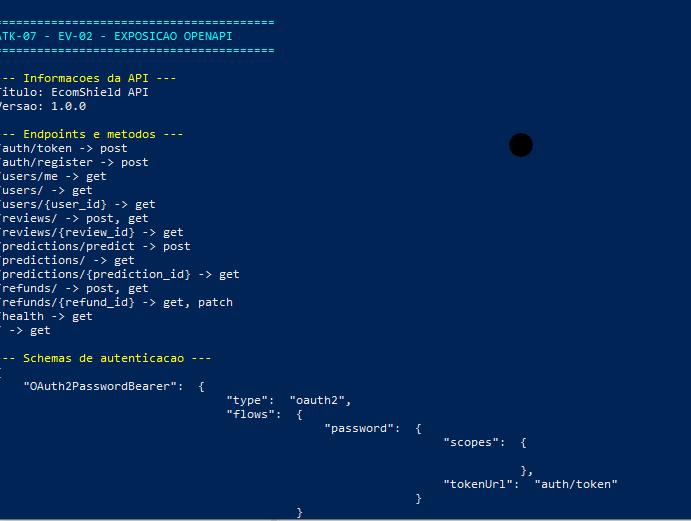 ========================================
ATK-07 - EV-02 - EXPOSICAO OPENAPI
========================================
--- Informacoes da API ---
Titulo: EcomShield API
Versao: 1.0.0
--- Endpoints e metodos ---
/auth/token -> post
/auth/register -> post
/users/me -> get
/users/ -> get
/users/{user_id} -> get
/reviews/ -> post, get
/reviews/{review_id} -> get
/predictions/predict -> post
/predictions/ -> get
/predictions/{prediction_id} -> get
/refunds/ -> post, get
/refunds/{refund_id} -> get, patch
/health -> get
/ -> get
--- Schemas de autenticacao ---
{
"OAuth2PasswordBearer":  {
"type":  "oauth2",
"flows":  {
"password":  {
"scopes":  {
},
"tokenUrl":  "auth/token"
}
}